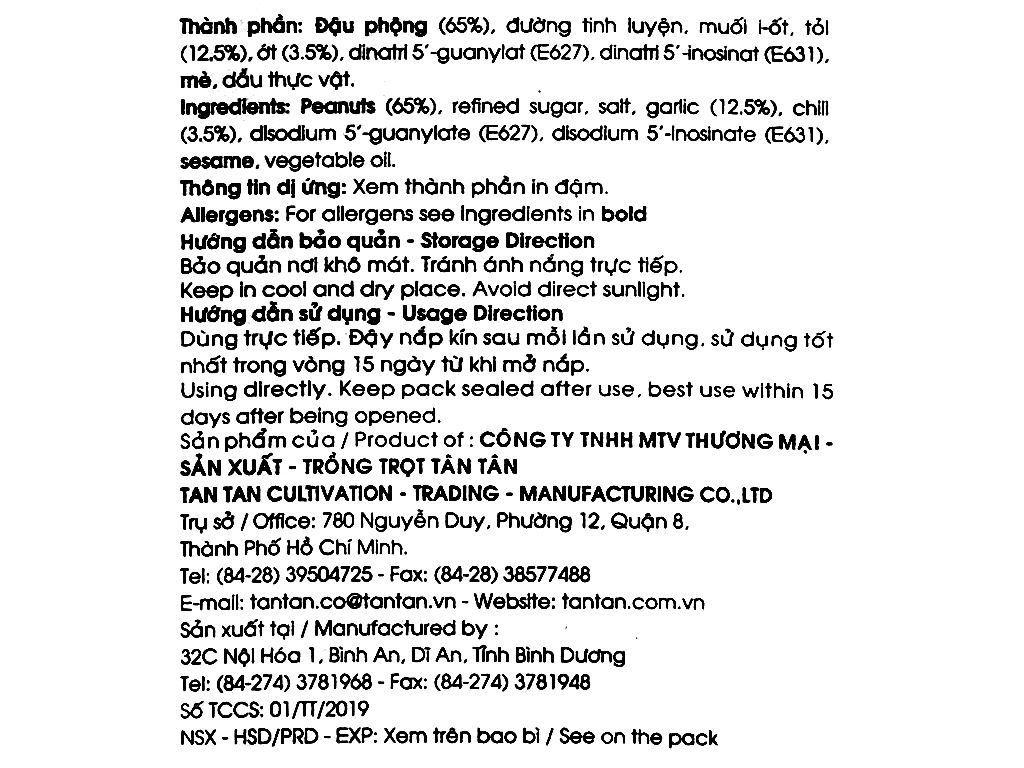 Thành phần: Đậu phộng (65%), đường tinh luyện, muối i-ốt, tỏi
(12.5%), ớt (3.5%), dinatri 5'-guanylat (E627), dinatri 5'-inosinat (E631),
mè, dầu thực vật.
Ingredients: Peanuts (65%), refined sugar, salt, garlic (12.5%), chili
(3.5%), disodium 5'-guanylate (E627), disodium 5'-inosinate (E631),
sesame, vegetable oil.
Thông tin dị ứng: Xem thành phần in đậm.
Allergens: For allergens see Ingredients in bold
Hướng dẫn bảo quản - Storage Direction
Bảo quản nơi khô mát. Tránh ánh nắng trực tiếp.
Keep in cool and dry place. Avoid direct sunlight.
Hướng dẫn sử dụng - Usage Direction
Dùng trực tiếp. Đậy nắp kín sau mỗi lần sử dụng, sử dụng tốt
nhất trong vòng 15 ngày từ khi mở nắp.
Using directly. Keep pack sealed after use, best use within 15
days after being opened.
Sản phẩm của / Product of : CÔNG TY TNHH MTV THƯƠNG MẠI -
SẢN XUẤT - TRỒNG TRỌT TÂN TÂN
TAN TAN CULTIVATION - TRADING - MANUFACTURING CO.,LTD
Trụ sở / Office: 780 Nguyễn Duy, Phường 12, Quận 8,
Thành Phố Hồ Chí Minh.
Tel: (84-28) 39504725 - Fax: (84-28) 38577488
E-mail: tantan.co@tantan.vn - Website: tantan.com.vn
Sản xuất tại / Manufactured by :
32C Nội Hóa 1, Bình An, Dĩ An, Tỉnh Bình Dương
Tel: (84-274) 3781968 - Fax: (84-274) 3781948
Số TCCS: 01/TT/2019
NSX - HSD/PRD - EXP: Xem trên bao bì / See on the pack